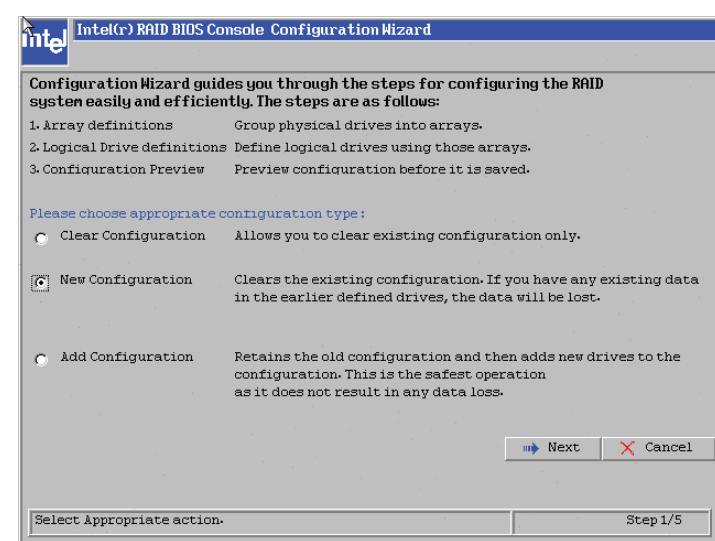 intel
Intel(r) RAID BIOS Console Configuration Wizard
Configuration Wizard guides you through the steps for configuring the RAID
system easily and efficiently. The steps are as follows:
1. Array definitions Group physical drives into arrays.
2. Logical Drive definitions Define logical drives using those arrays.
3. Configuration Preview Preview configuration before it is saved.
Please choose appropriate configuration type:
Clear Configuration Allows you to clear existing configuration only.
New Configuration Clears the existing configuration. If you have any existing data
in the earlier defined drives, the data will be lost.
Add Configuration Retains the old configuration and then adds new drives to the
configuration. This is the safest operation
as it does not result in any data loss.
Next Cancel
Select Appropriate action. Step 1/5